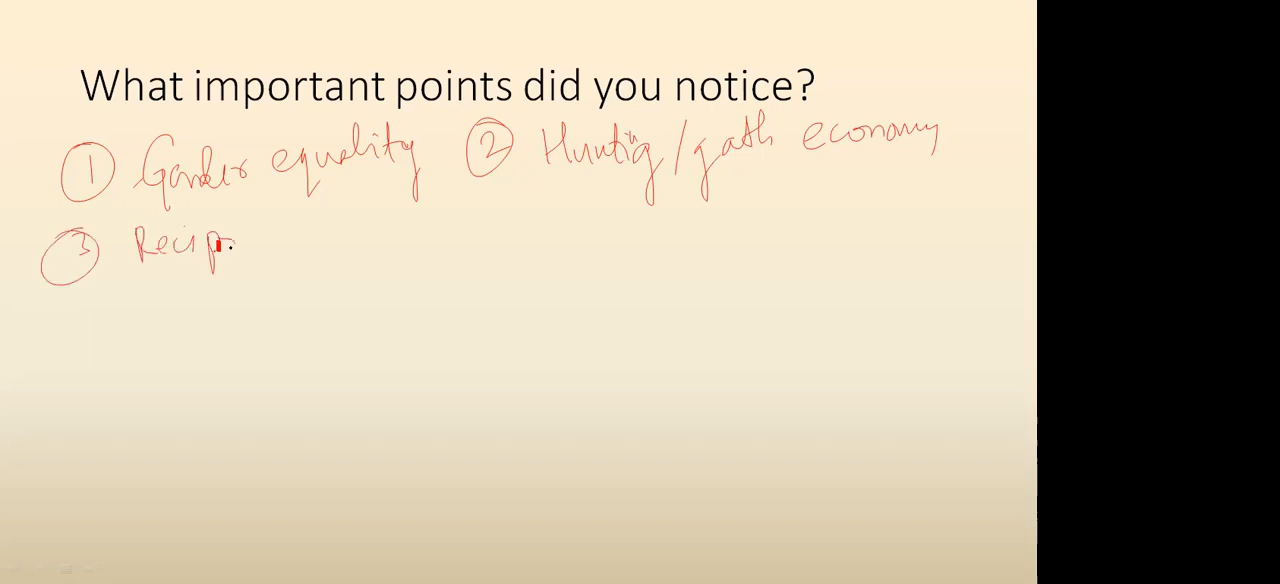 What important points did you notice?
① Gender equality ② Hunting/gath economy
③ Recip